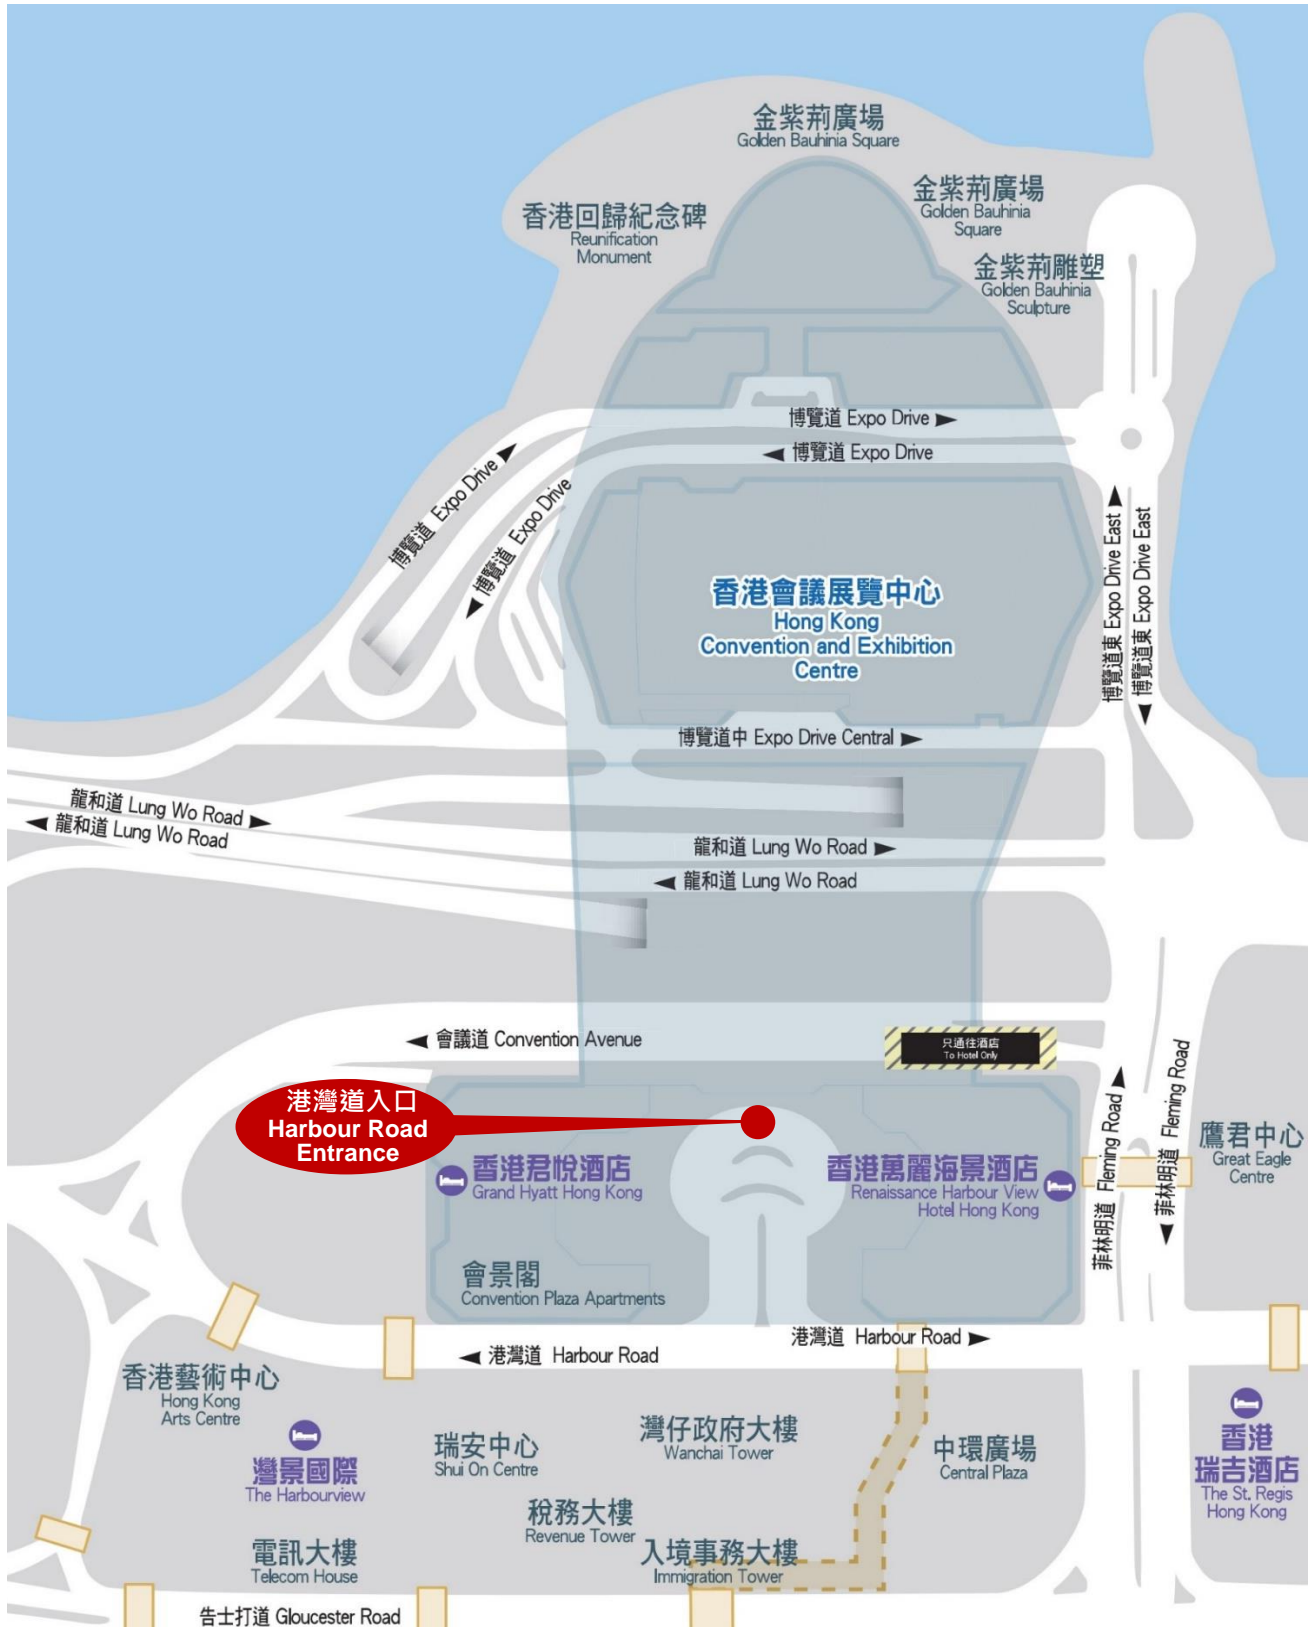 金紫荊廣場
Golden Bauhinia Square
金紫荊廣場
Golden Bauhinia
Square
香港回歸紀念碑
Reunification
Monument
金紫荊雕塑
Golden Bauhinia
Sculpture
博覽道 Expo Drive ►
◄ 博覽道 Expo Drive
博覽道 Expo Drive ►
◄ 博覽道 Expo Drive
博覽道東 Expo Drive East ►
◄ 博覽道東 Expo Drive East
香港會議展覽中心
Hong Kong
Convention and Exhibition
Centre
博覽道中 Expo Drive Central ►
龍和道 Lung Wo Road ►
◄ 龍和道 Lung Wo Road
龍和道 Lung Wo Road ►
◄ 龍和道 Lung Wo Road
◄ 會議道 Convention Avenue
只通往酒店
To Hotel Only
港灣道入口
Harbour Road
Entrance
菲林明道 Fleming Road ►
◄ 菲林明道 Fleming Road
鷹君中心
Great Eagle
Centre
香港君悅酒店
Grand Hyatt Hong Kong
香港萬麗海景酒店
Renaissance Harbour View
Hotel Hong Kong
會景閣
Convention Plaza Apartments
港灣道 Harbour Road ►
◄ 港灣道 Harbour Road
香港藝術中心
Hong Kong
Arts Centre
灣景國際
The Harbourview
瑞安中心
Shui On Centre
灣仔政府大樓
Wanchai Tower
中環廣場
Central Plaza
香港
瑞吉酒店
The St. Regis
Hong Kong
稅務大樓
Revenue Tower
電訊大樓
Telecom House
入境事務大樓
Immigration Tower
告士打道 Gloucester Road